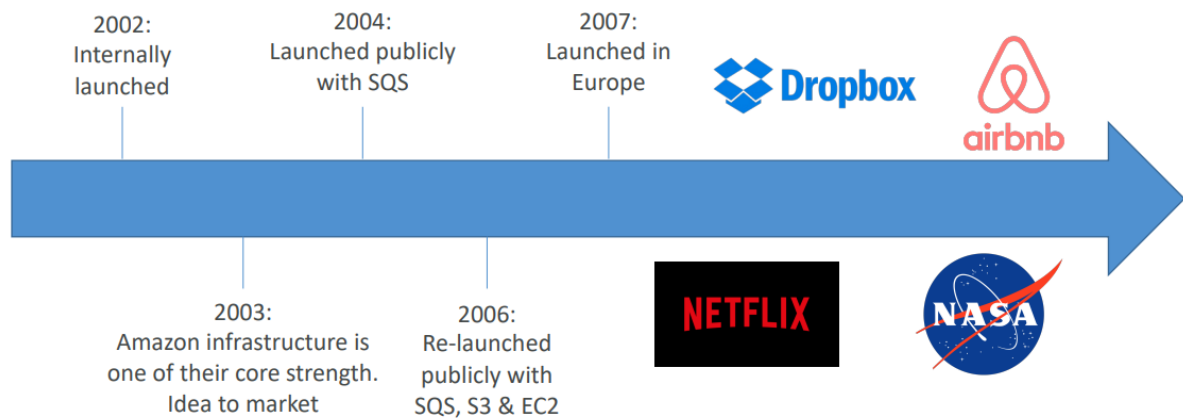 2002:
Internally
launched
2004:
Launched publicly
with SQS
2007:
Launched in
Europe
Dropbox
airbnb
2003:
Amazon infrastructure is
one of their core strength.
Idea to market
2006:
Re-launched
publicly with
SQS, S3 & EC2
NETFLIX
NASA